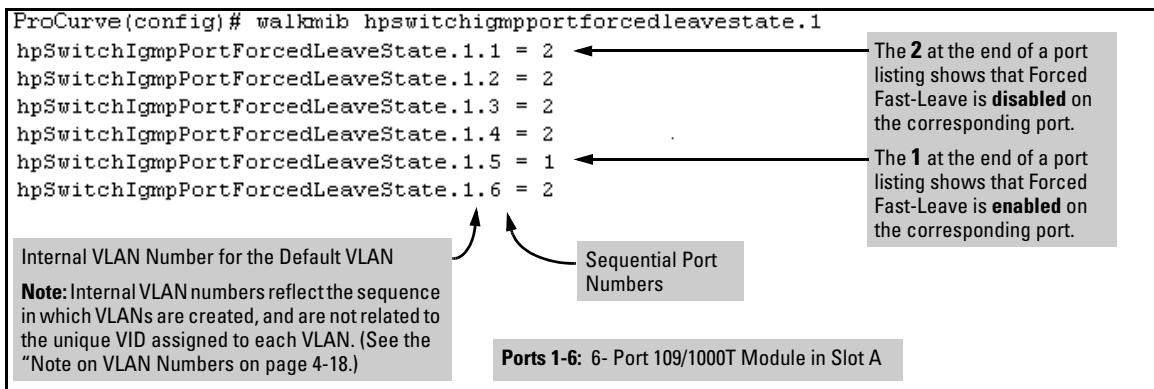 ProCurve(config)# walkmib hpswitchigmpportforcedleavestate.1
hpSwitchIgmpPortForcedLeaveState.1.1 = 2
hpSwitchIgmpPortForcedLeaveState.1.2 = 2
hpSwitchIgmpPortForcedLeaveState.1.3 = 2
hpSwitchIgmpPortForcedLeaveState.1.4 = 2
hpSwitchIgmpPortForcedLeaveState.1.5 = 1
hpSwitchIgmpPortForcedLeaveState.1.6 = 2
The 2 at the end of a port
listing shows that Forced
Fast-Leave is disabled on
the corresponding port.
The 1 at the end of a port
listing shows that Forced
Fast-Leave is enabled on
the corresponding port.
Internal VLAN Number for the Default VLAN
Note: Internal VLAN numbers reflect the sequence
in which VLANs are created, and are not related to
the unique VID assigned to each VLAN. (See the
“Note on VLAN Numbers on page 4-18.)
Sequential Port
Numbers
Ports 1-6: 6- Port 109/1000T Module in Slot A